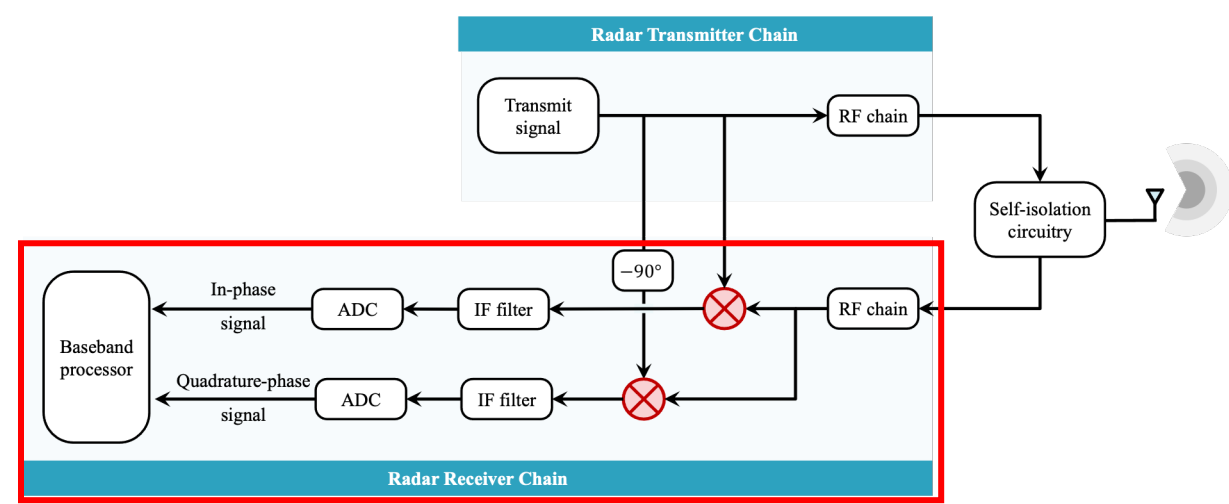 Radar Transmitter Chain
Transmit
signal
RF chain
Self-isolation
circuitry
−90°
In-phase
signal
ADC
IF filter
RF chain
Baseband
processor
Quadrature-phase
signal
ADC
IF filter
Radar Receiver Chain